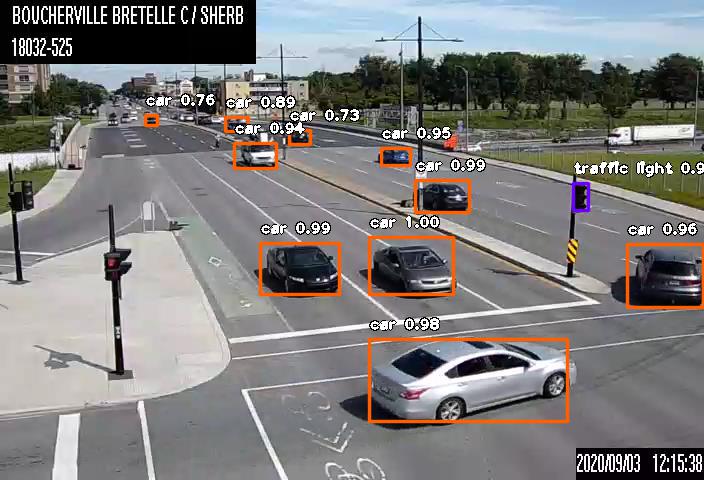 BOUCHERVILLE BRETELLE C / SHERB
18032-525
car 0.76
car 0.89
car 0.73
car 0.94
car 0.95
car 0.99
traffic light 0.9
car 0.99
car 1.00
car 0.96
car 0.98
2020/09/03 12:15:38